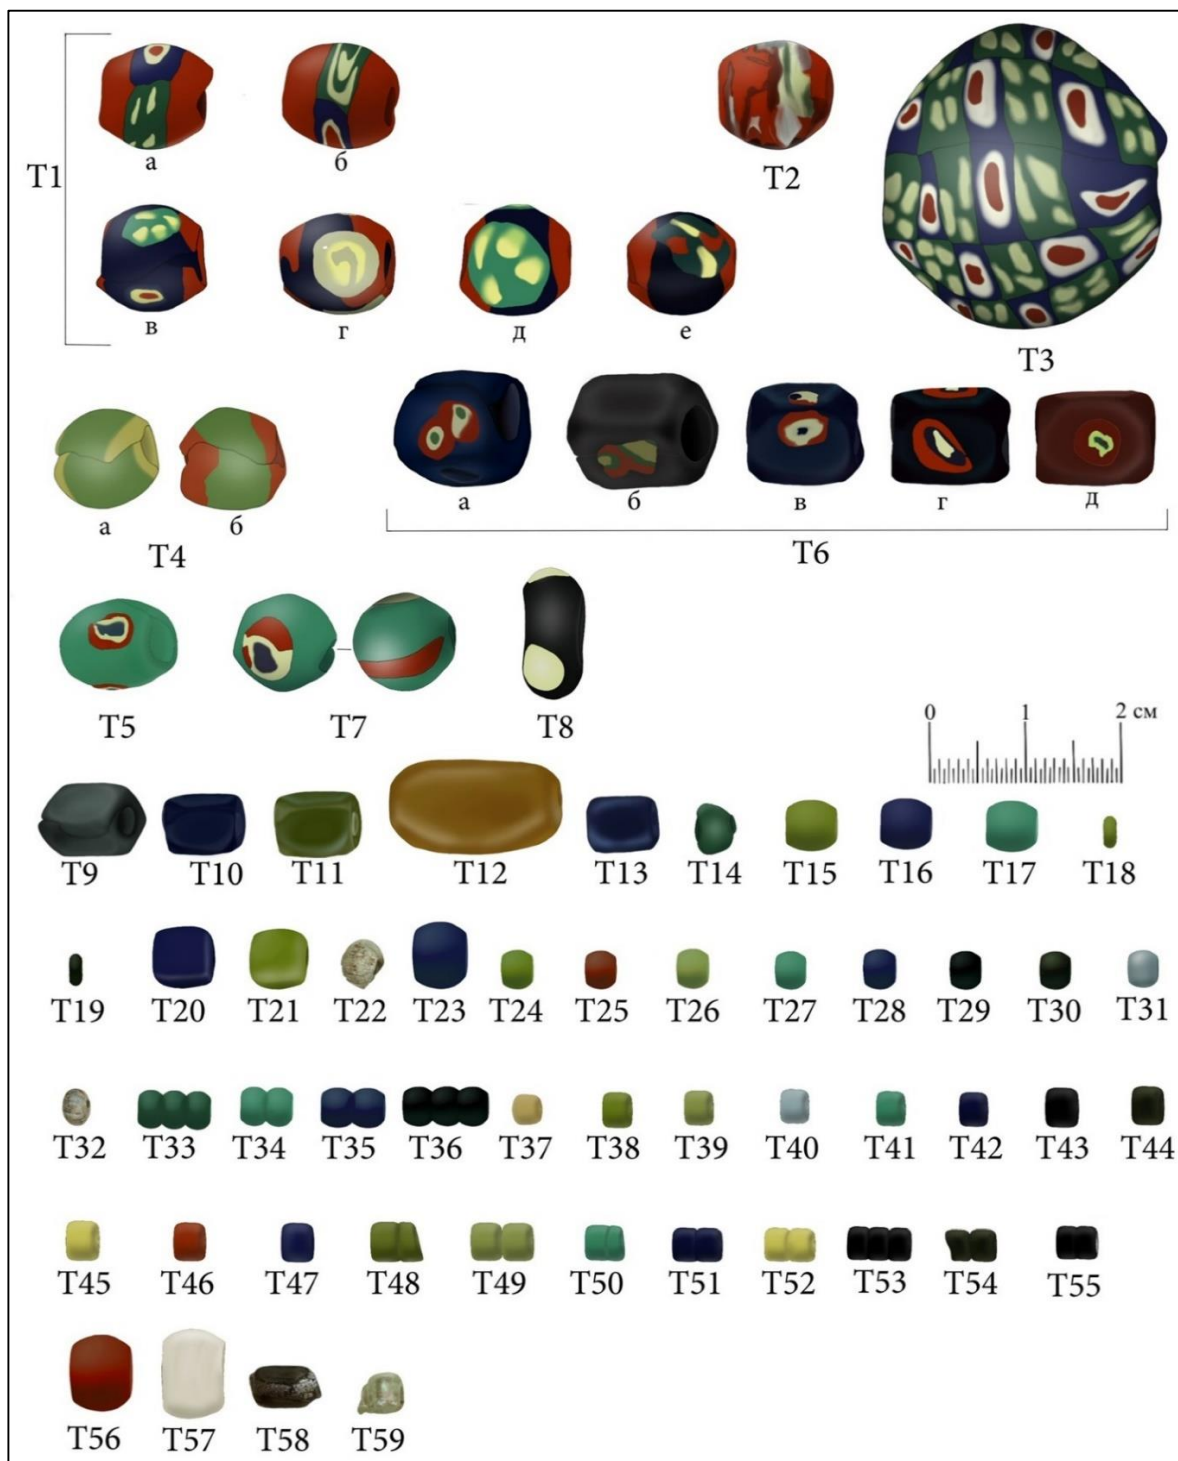 а б
T1 T2
в г д е
T3
а б а б в г д
T4 T6
T5 T7 T8
0 1 2 см
T9 T10 T11 T12 T13 T14 T15 T16 T17 T18
T19 T20 T21 T22 T23 T24 T25 T26 T27 T28 T29 T30 T31
T32 T33 T34 T35 T36 T37 T38 T39 T40 T41 T42 T43 T44
T45 T46 T47 T48 T49 T50 T51 T52 T53 T54 T55
T56 T57 T58 T59